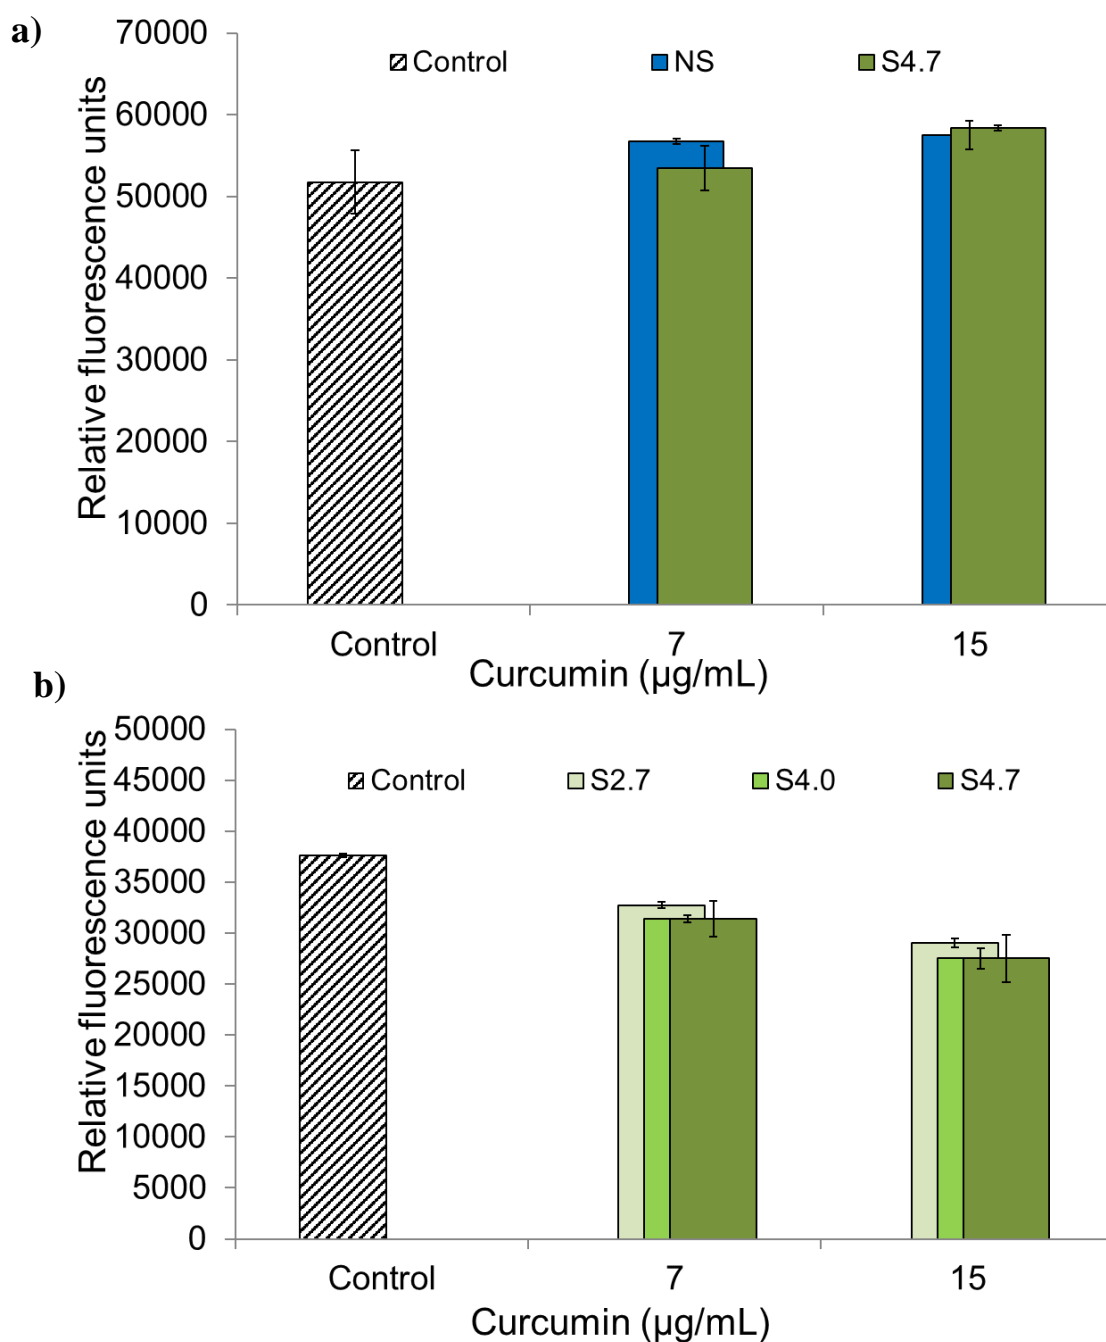 a)
Relative fluorescence units
70000
60000
50000
40000
30000
20000
10000
0
Control NS S4.7
Control 7 15
Curcumin (µg/mL)
b)
Relative fluorescence units
50000
45000
40000
35000
30000
25000
20000
15000
10000
5000
0
Control S2.7 S4.0 S4.7
Control 7 15
Curcumin (µg/mL)